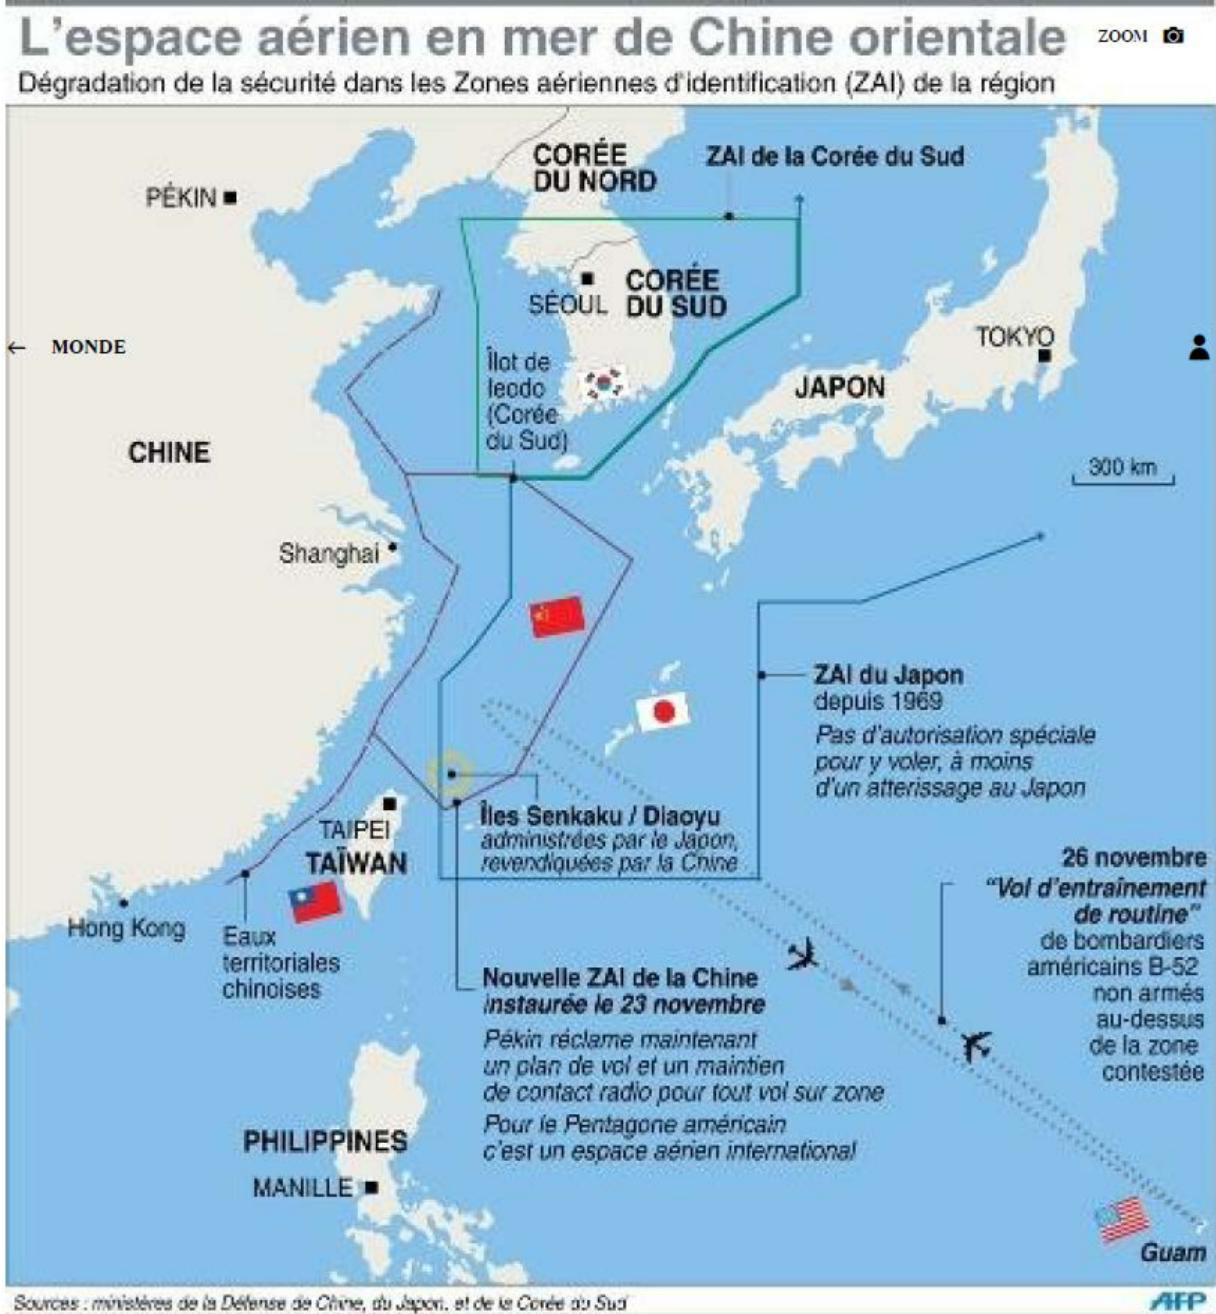 L'espace aérien en mer de Chine orientale
ZOOM
Dégradation de la sécurité dans les Zones aériennes d'identification (ZAI) de la région
CORÉE
DU NORD
ZAI de la Corée du Sud
PÉKIN
CORÉE
DU SUD
SÉOUL
TOKYO
← MONDE
Îlot de
Ieodo
(Corée
du Sud)
JAPON
CHINE
300 km
Shanghai
ZAI du Japon
depuis 1969
Pas d'autorisation spéciale
pour y voler, à moins
d'un atterissage au Japon
Îles Senkaku / Diaoyu
administrées par le Japon,
revendiquées par la Chine
TAIPEI
TAÏWAN
26 novembre
"Vol d'entraînement
de routine"
de bombardiers
américains B-52
non armés
au-dessus
de la zone
contestée
Hong Kong
Eaux
territoriales
chinoises
Nouvelle ZAI de la Chine
instaurée le 23 novembre
Pékin réclame maintenant
un plan de vol et un maintien
de contact radio pour tout vol sur zone
Pour le Pentagone américain
c'est un espace aérien international
PHILIPPINES
MANILLE
Guam
Sources : ministères de la Défense de Chine, du Japon, et de la Corée du Sud
AFP